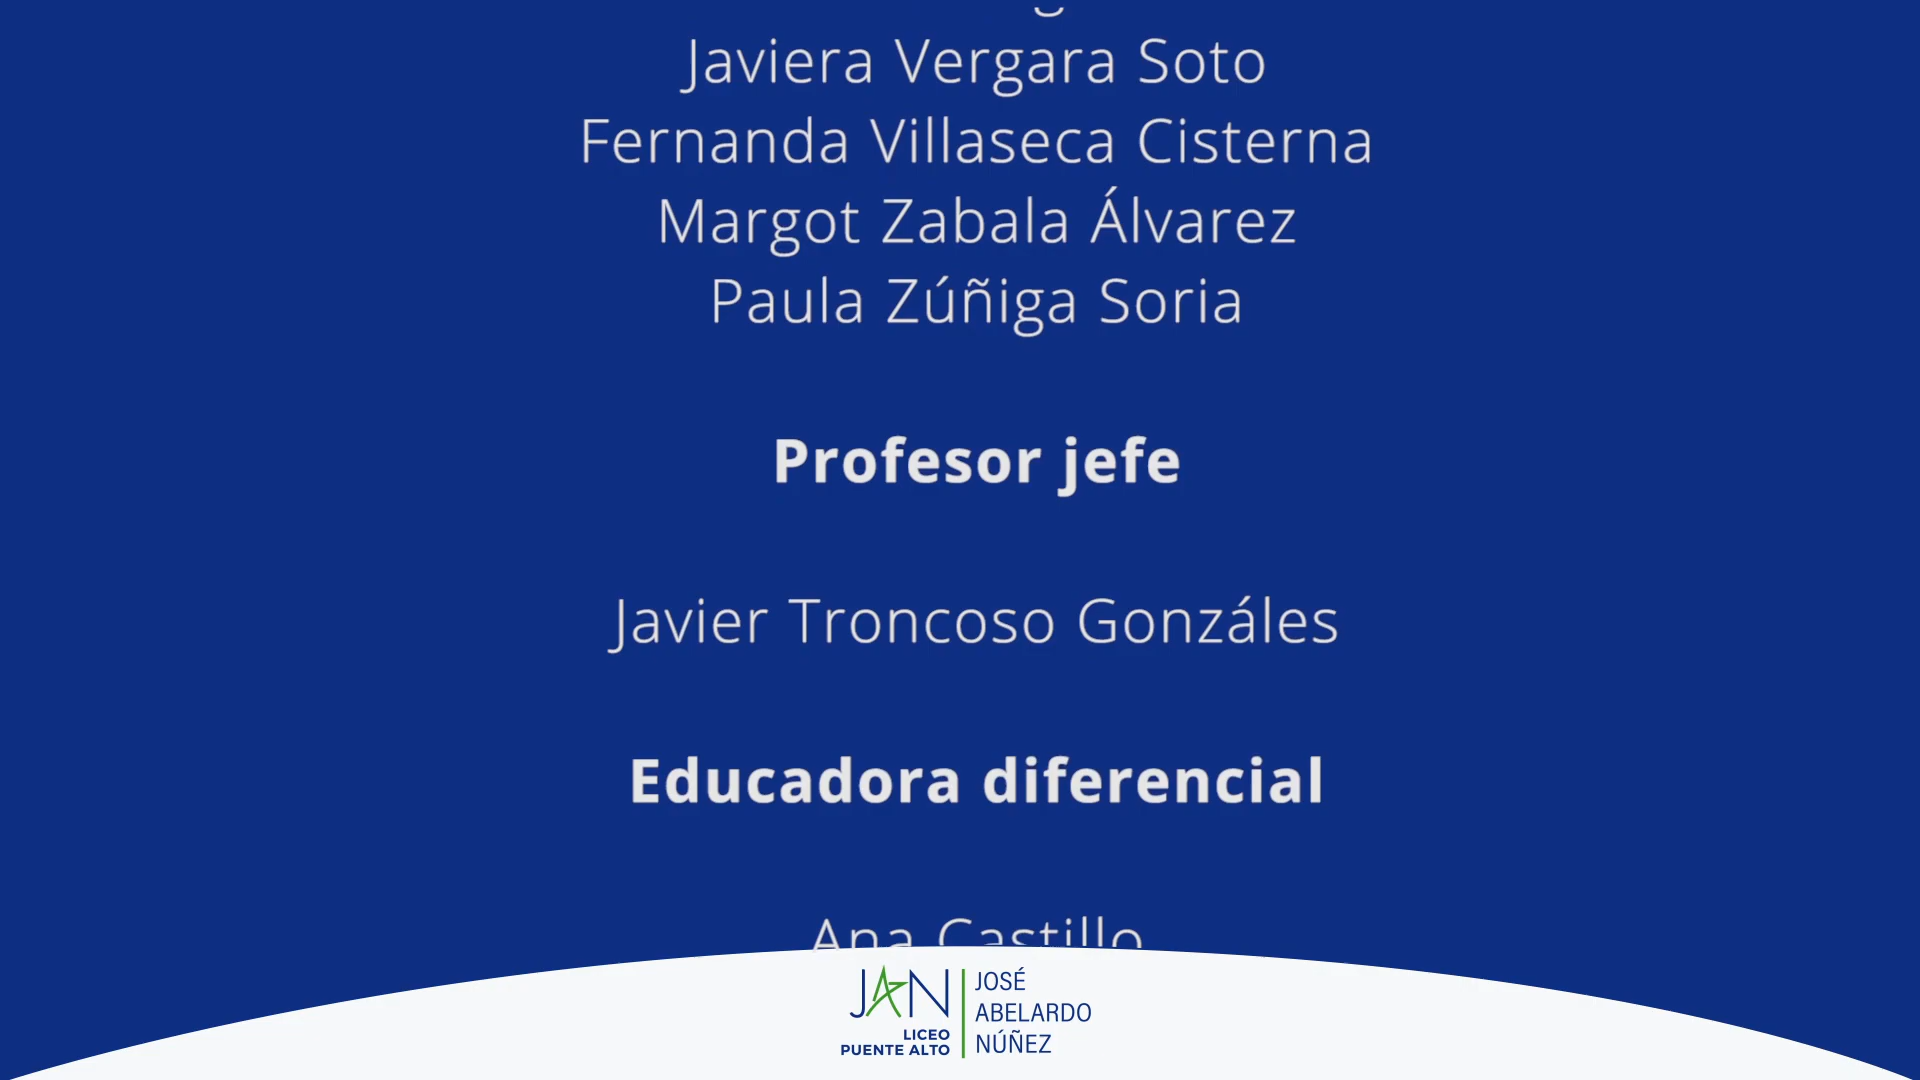 Javiera Vergara Soto
Fernanda Villaseca Cisterna
Margot Zabala Álvarez
Paula Zúñiga Soria
Profesor jefe
Javier Troncoso Gonzáles
Educadora diferencial
Ana Castillo
JAN
LICEO
PUENTE ALTO
JOSÉ
ABELARDO
NÚÑEZ